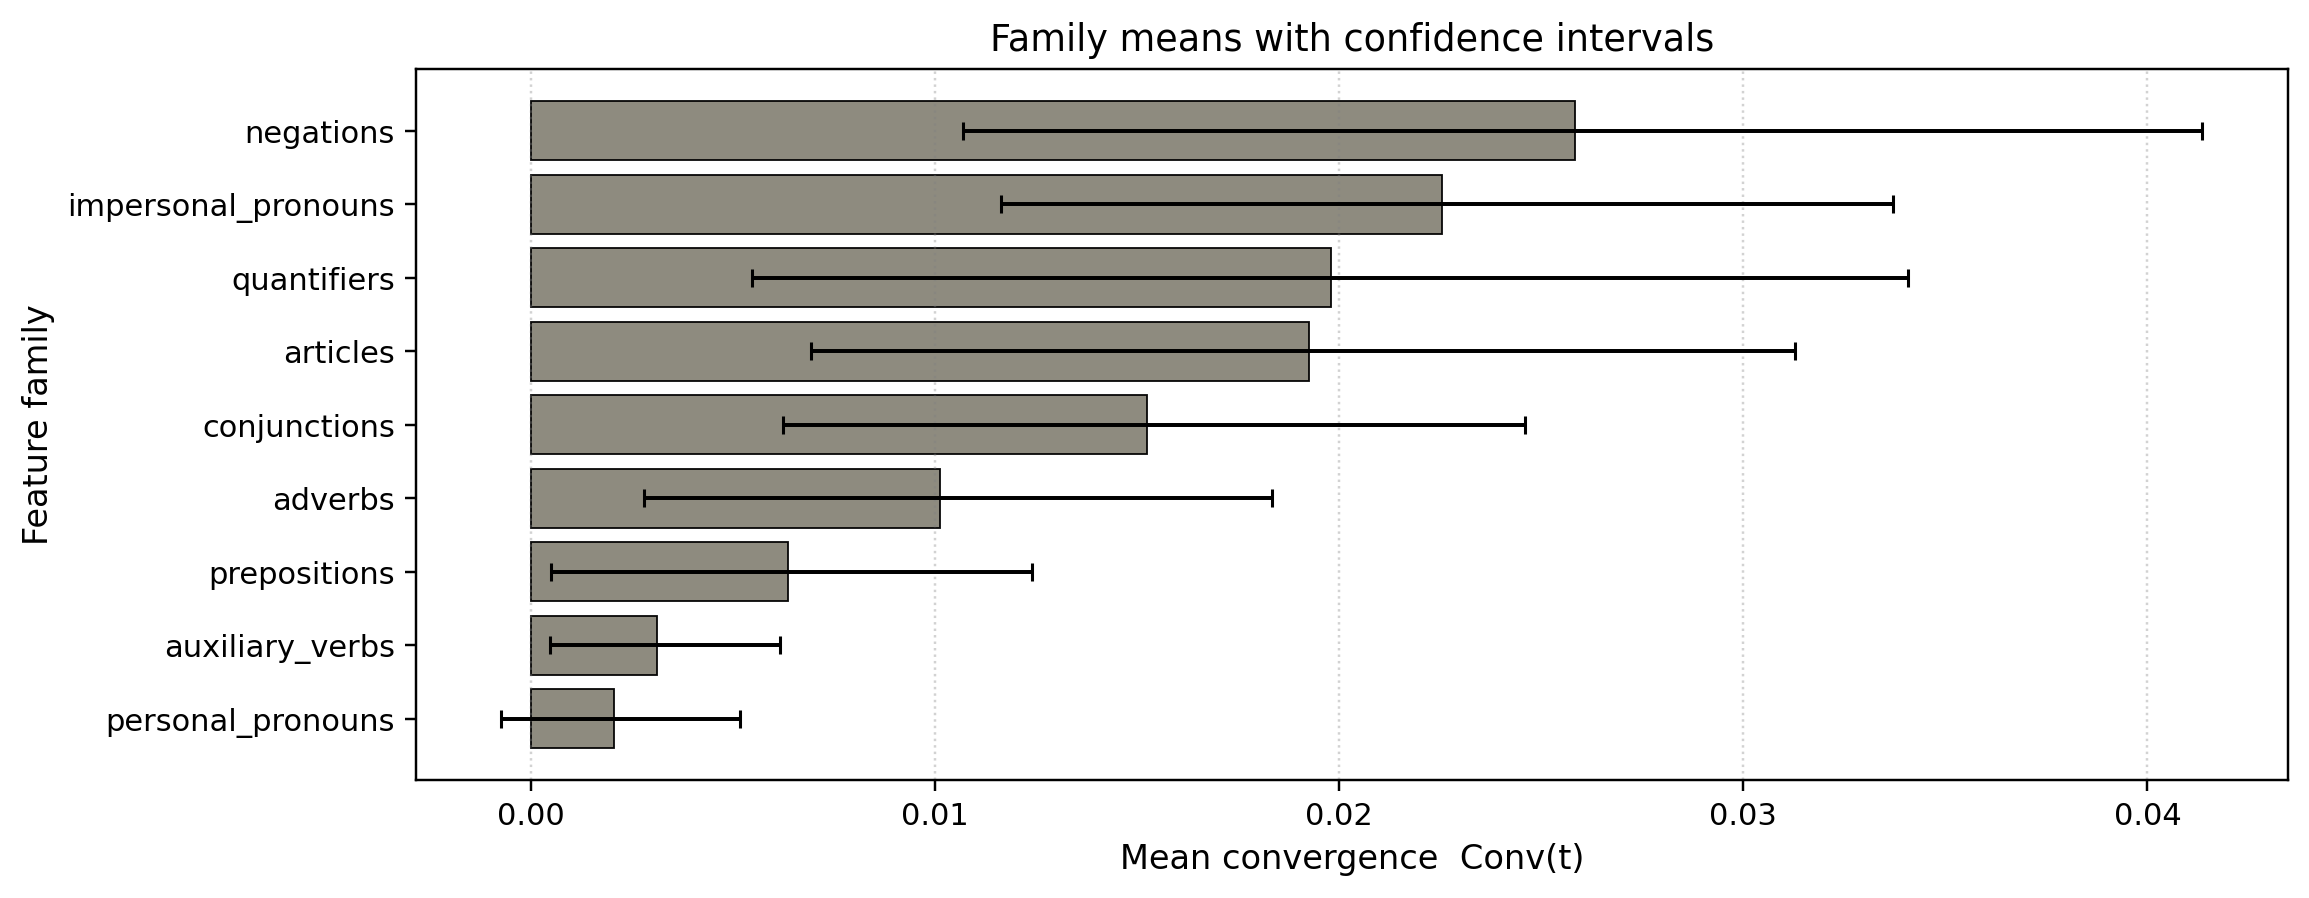 Family means with confidence intervals
Feature family
negations
impersonal_pronouns
quantifiers
articles
conjunctions
adverbs
prepositions
auxiliary_verbs
personal_pronouns
0.00 0.01 0.02 0.03 0.04
Mean convergence  Conv(t)